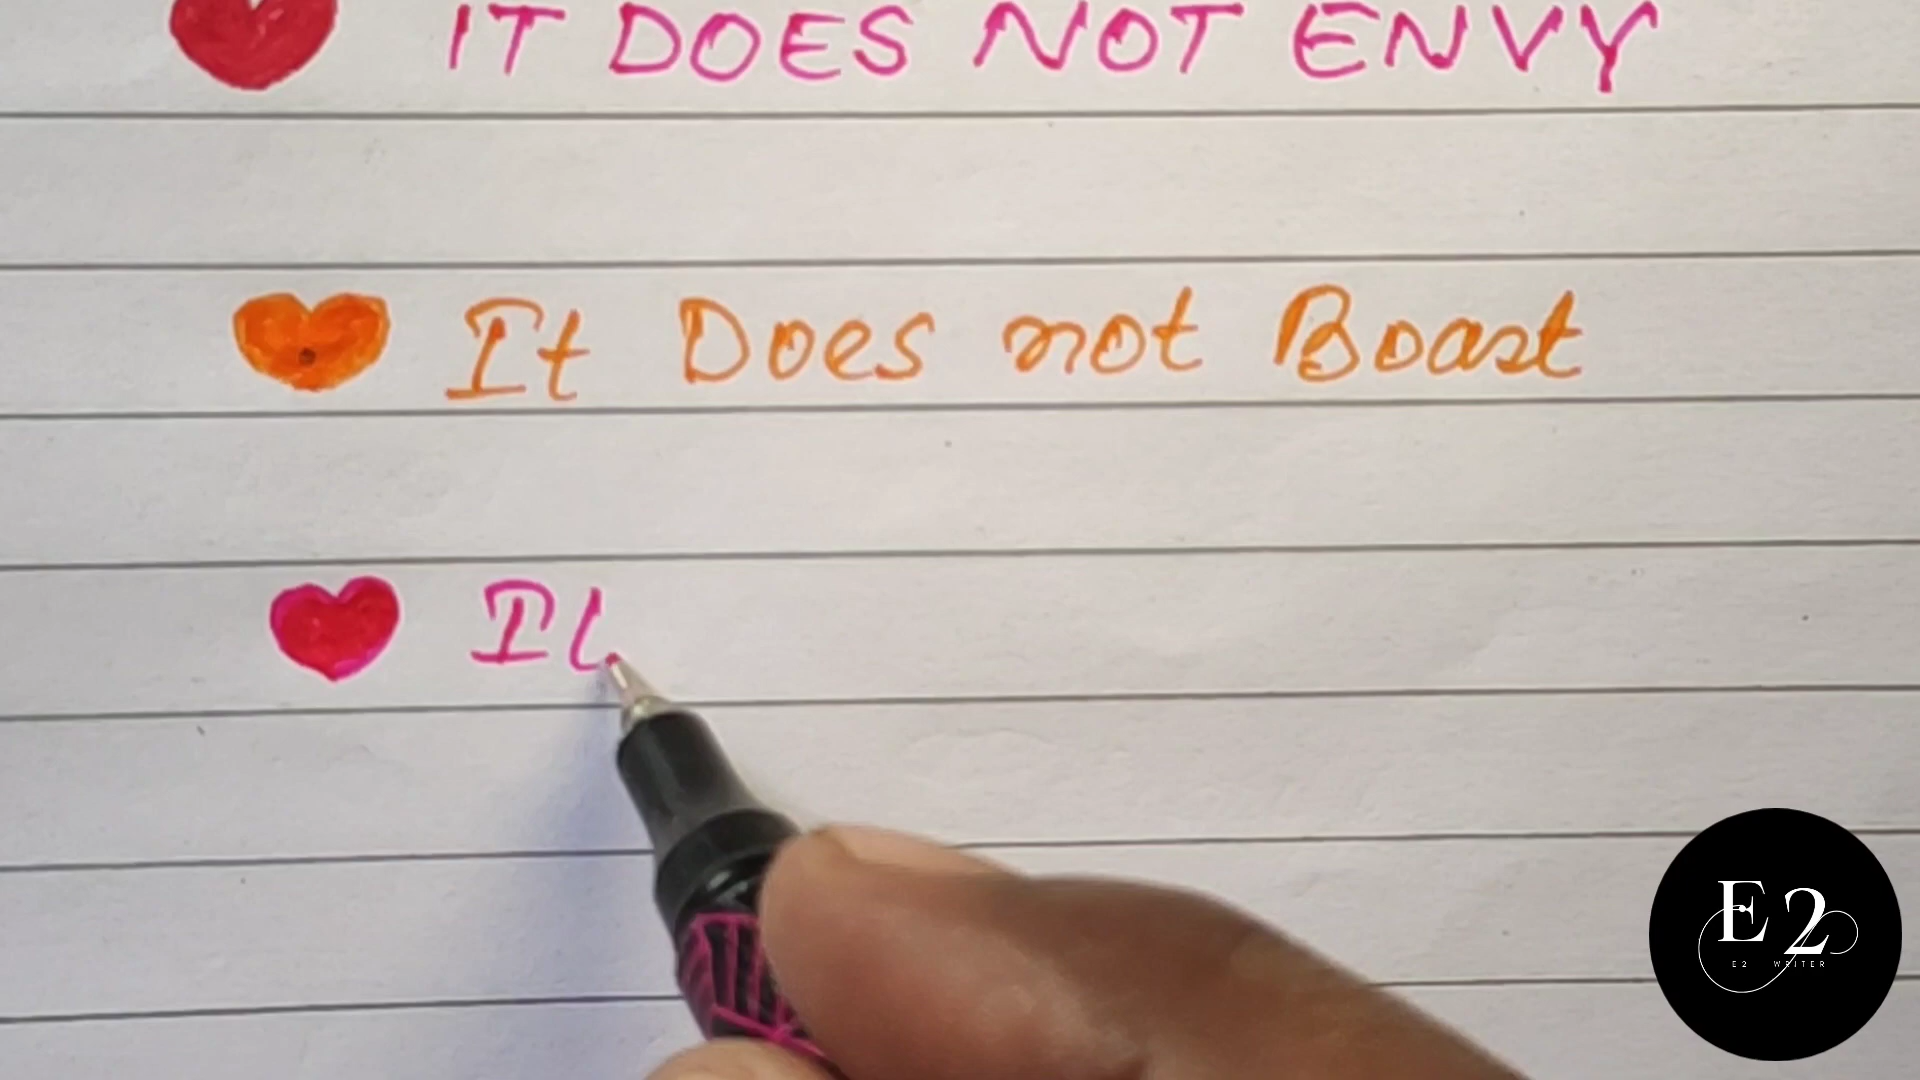 IT DOES NOT ENVY
It Does not Boast
It
E2
E2 WRITER